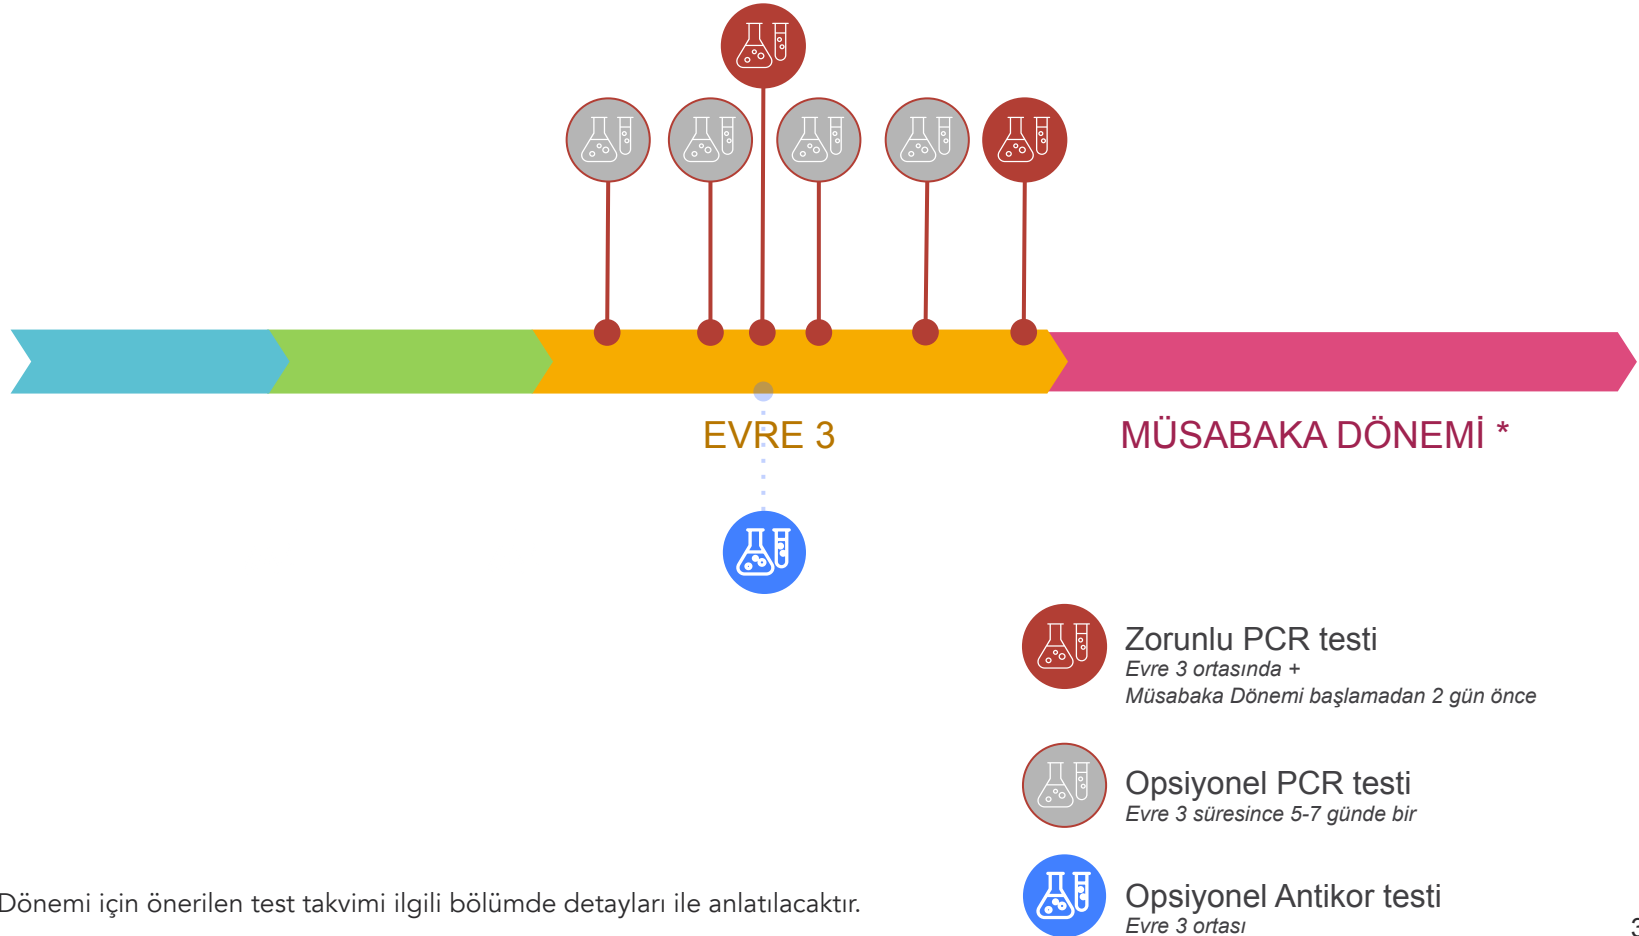 EVRE 3
MÜSABAKA DÖNEMİ *
Zorunlu PCR testi
Evre 3 ortasında +
Müsabaka Dönemi başlamadan 2 gün önce
Opsiyonel PCR testi
Evre 3 süresince 5-7 günde bir
Opsiyonel Antikor testi
Evre 3 ortası
Dönemi için önerilen test takvimi ilgili bölümde detayları ile anlatılacaktır.